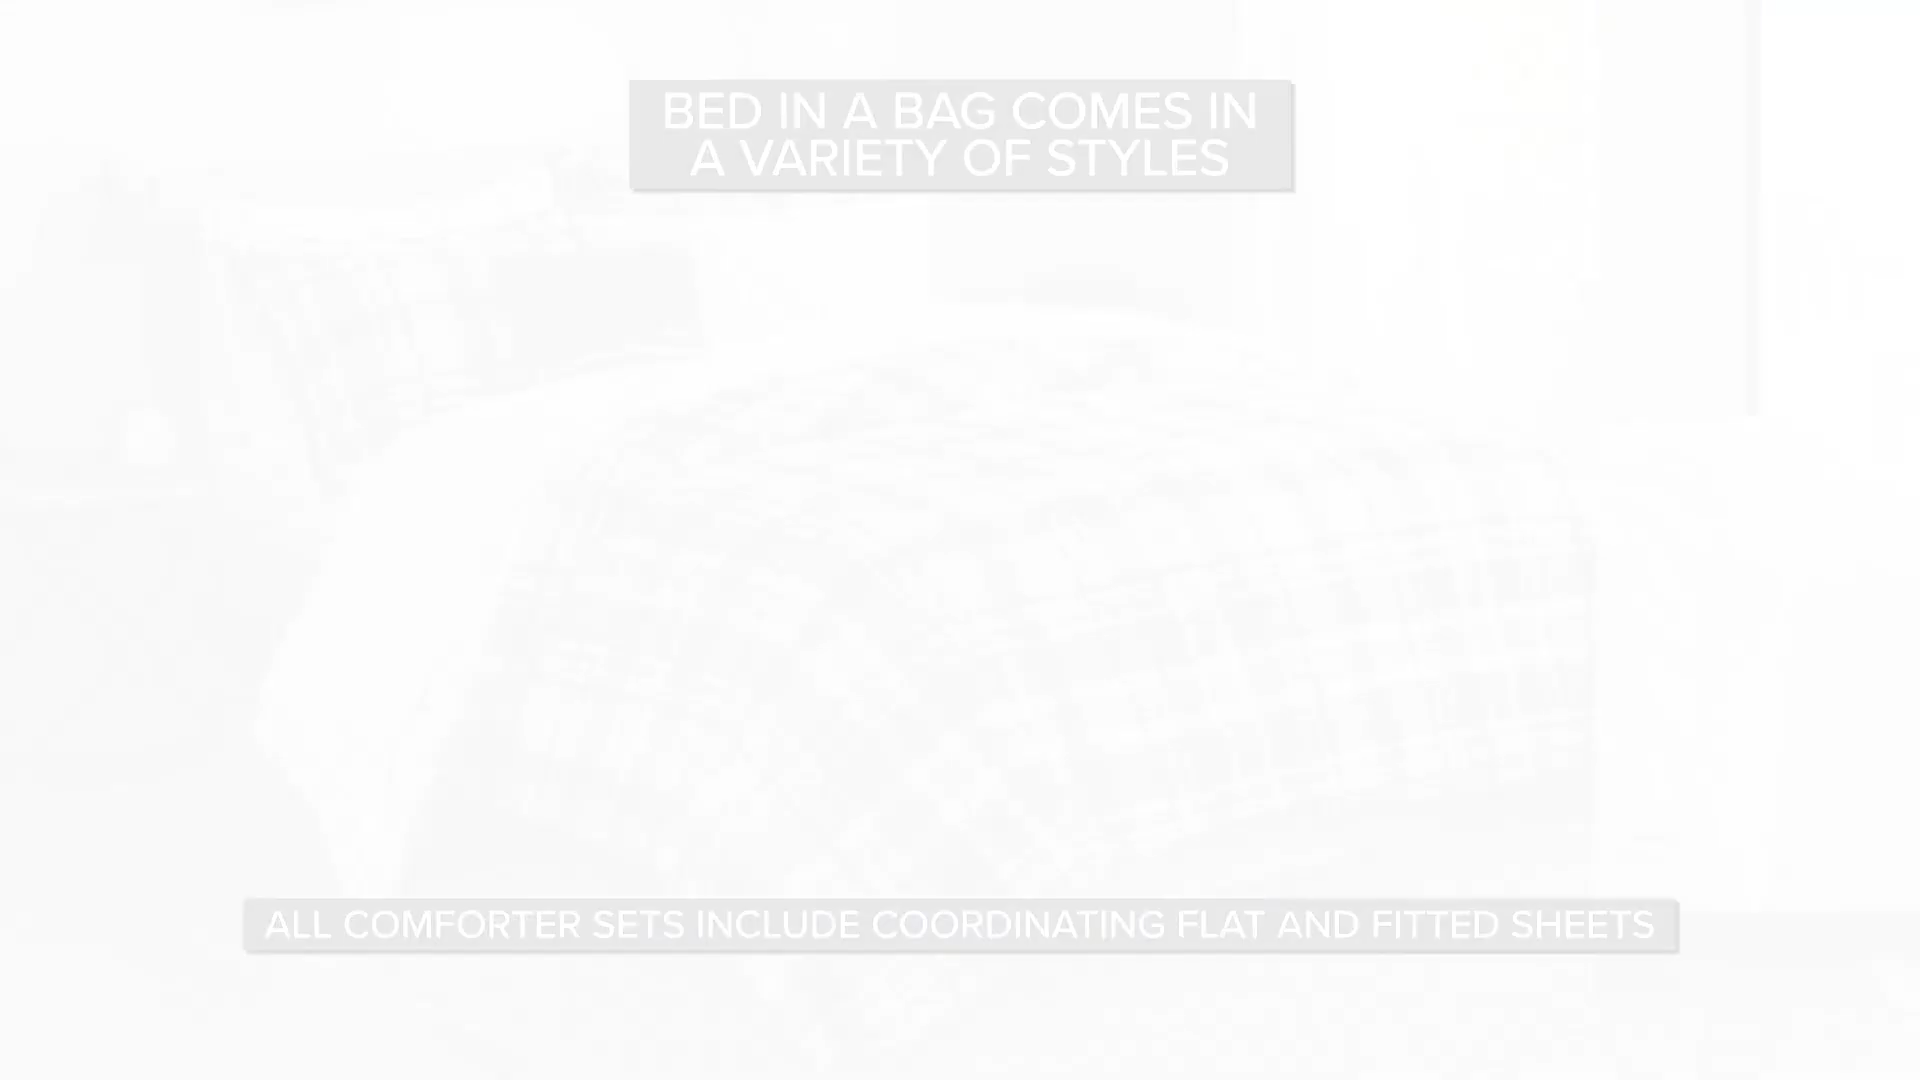 BED IN A BAG COMES IN
A VARIETY OF STYLES
ALL COMFORTER SETS INCLUDE COORDINATING FLAT AND FITTED SHEETS